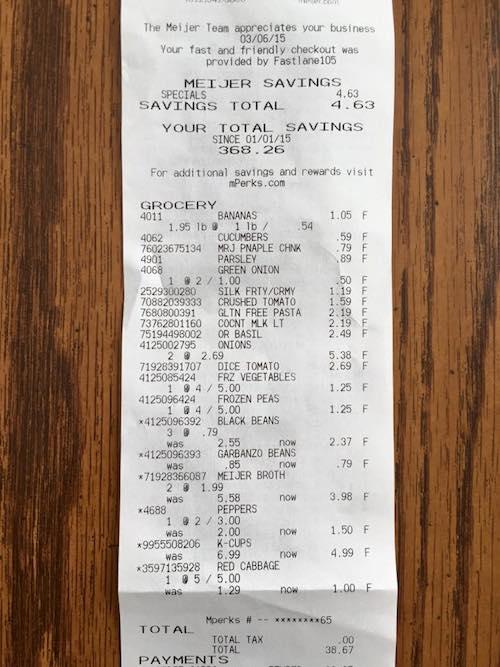 The Meijer Team appreciates your business
03/06/15
Your fast and friendly checkout was
provided by Fastlane105
MEIJER SAVINGS
SPECIALS 4.63
SAVINGS TOTAL 4.63
YOUR TOTAL SAVINGS
SINCE 01/01/15
368.26
For additional savings and rewards visit
mPerks.com
GROCERY
4011 BANANAS 1.05 F
1.95 lb @ 1 lb / .54
4062 CUCUMBERS .59 F
76023675134 MRJ PNAPLE CHNK .79 F
4901 PARSLEY .89 F
4068 GREEN ONION
1 @ 2 / 1.00 .50 F
2529300280 SILK FRTY/CRMY 1.19 F
70882039333 CRUSHED TOMATO 1.59 F
7680800391 GLTN FREE PASTA 2.19 F
73762801160 COCNT MLK LT 2.19 F
75194498002 OR BASIL 2.49 F
4125002795 ONIONS
2 @ 2.69 5.38 F
71928391707 DICE TOMATO 2.69 F
4125085424 FRZ VEGETABLES
1 @ 4 / 5.00 1.25 F
4125096424 FROZEN PEAS
1 @ 4 / 5.00 1.25 F
*4125096392 BLACK BEANS
3 @ .79
was 2.55 now 2.37 F
*4125096393 GARBANZO BEANS
was .85 now .79 F
*71928366087 MEIJER BROTH
2 @ 1.99
was 5.58 now 3.98 F
*4688 PEPPERS
1 @ 2 / 3.00
was 2.00 now 1.50 F
*9955508206 K-CUPS
was 6.99 now 4.99 F
*3597135928 RED CABBAGE
1 @ 5 / 5.00
was 1.29 now 1.00 F
Mperks # -- xxxxxxxx65
TOTAL
TOTAL TAX .00
TOTAL 38.67
PAYMENTS